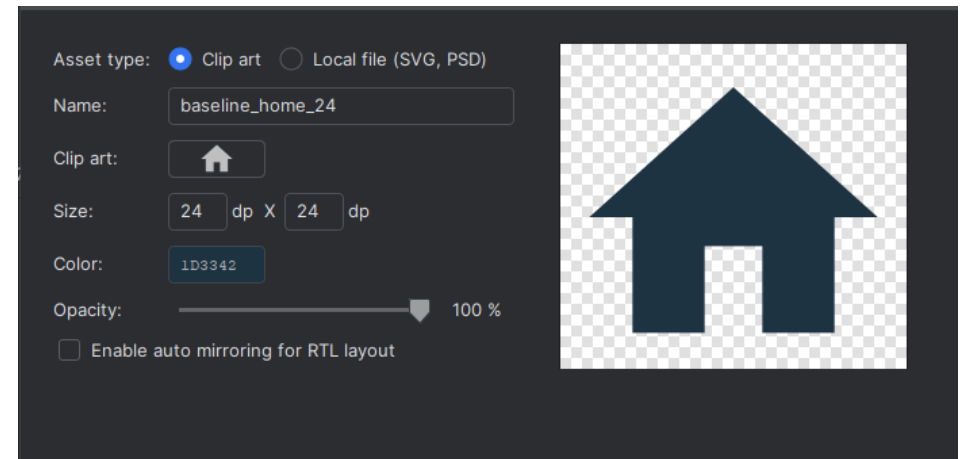 Asset type: Clip art Local file (SVG, PSD)
Name: baseline_home_24
Clip art:
Size: 24 dp X 24 dp
Color: 1D3342
Opacity: 100 %
Enable auto mirroring for RTL layout